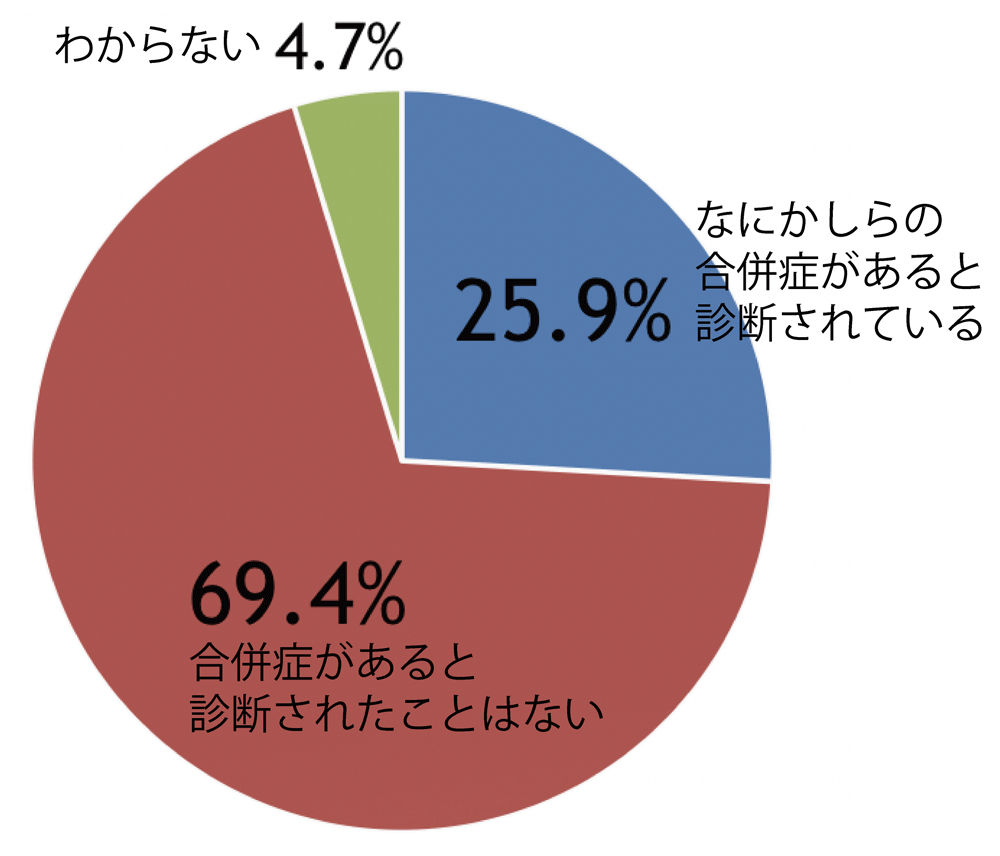 わからない 4.7%
なにかしらの
合併症があると
25.9% 診断されている
69.4%
合併症があると
診断されたことはない